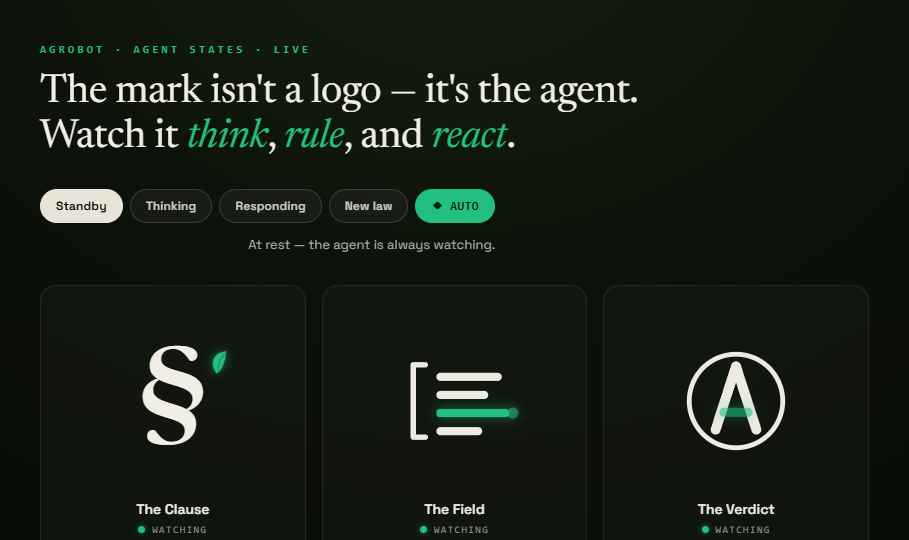 AGROBOT · AGENT STATES · LIVE
The mark isn't a logo — it's the agent.
Watch it think, rule, and react.
Standby
Thinking
Responding
New law
◆ AUTO
At rest — the agent is always watching.
§
A
The Clause
The Field
The Verdict
WATCHING
WATCHING
WATCHING